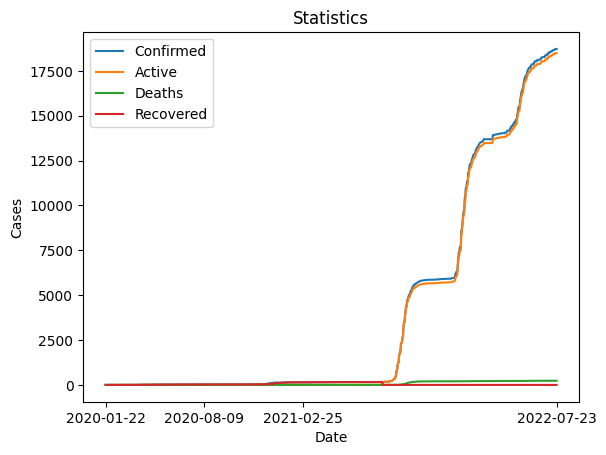 Statistics
Confirmed
Active
Deaths
Recovered
Cases
17500
15000
12500
10000
7500
5000
2500
0
2020-01-22 2020-08-09 2021-02-25 2022-07-23
Date